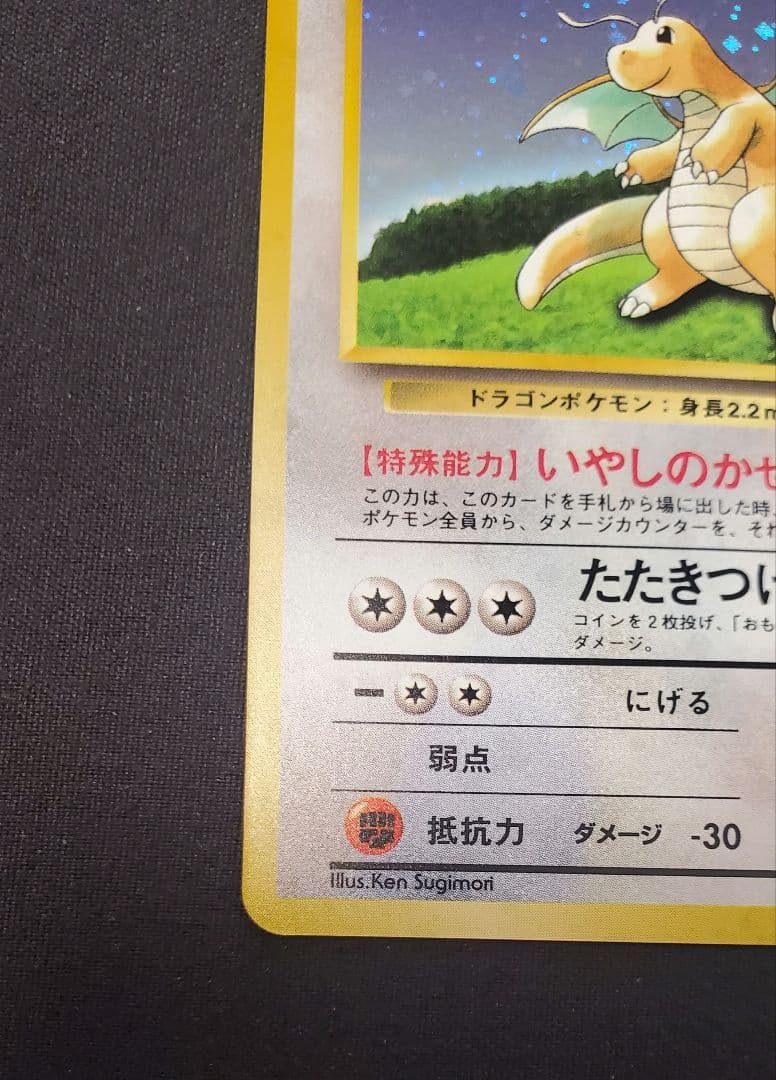 ドラゴンポケモン：身長2.2m
【特殊能力】いやしのかぜ
この力は、このカードを手札から場に出した時、
ポケモン全員から、ダメージカウンターを、それ
たたきつけ
コインを２枚投げ、「おも
ダメージ。
にげる
弱点
抵抗力 ダメージ -30
Illus.Ken Sugimori